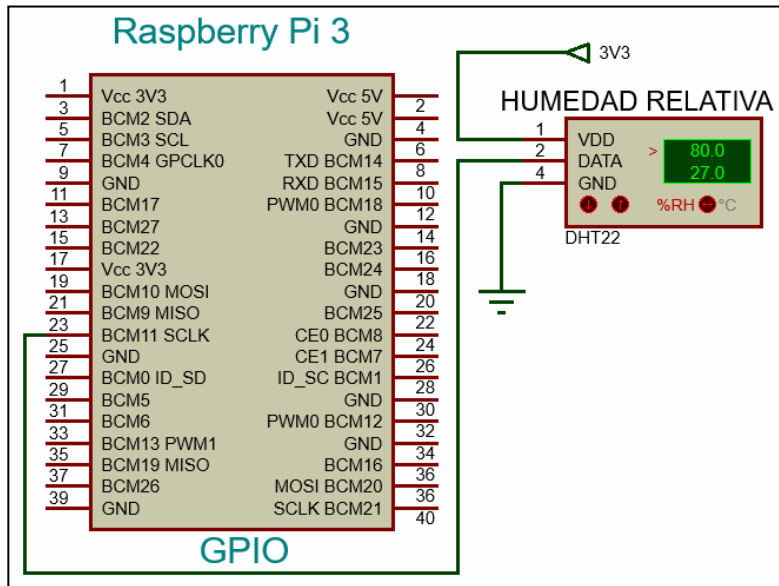 Raspberry Pi 3
1 Vcc 3V3 Vcc 5V 2
3 BCM2 SDA Vcc 5V 4
5 BCM3 SCL GND 6
7 BCM4 GPCLK0 TXD BCM14 8
9 GND RXD BCM15 10
11 BCM17 PWM0 BCM18 12
13 BCM27 GND 14
15 BCM22 BCM23 16
17 Vcc 3V3 BCM24 18
19 BCM10 MOSI GND 20
21 BCM9 MISO BCM25 22
23 BCM11 SCLK CE0 BCM8 24
25 GND CE1 BCM7 26
27 BCM0 ID_SD ID_SC BCM1 28
29 BCM5 GND 30
31 BCM6 PWM0 BCM12 32
33 BCM13 PWM1 GND 34
35 BCM19 MISO BCM16 36
37 BCM26 MOSI BCM20 36
39 GND SCLK BCM21 40
GPIO
3V3
HUMEDAD RELATIVA
1 VDD > 80.0
2 DATA 27.0
4 GND
%RH °C
DHT22